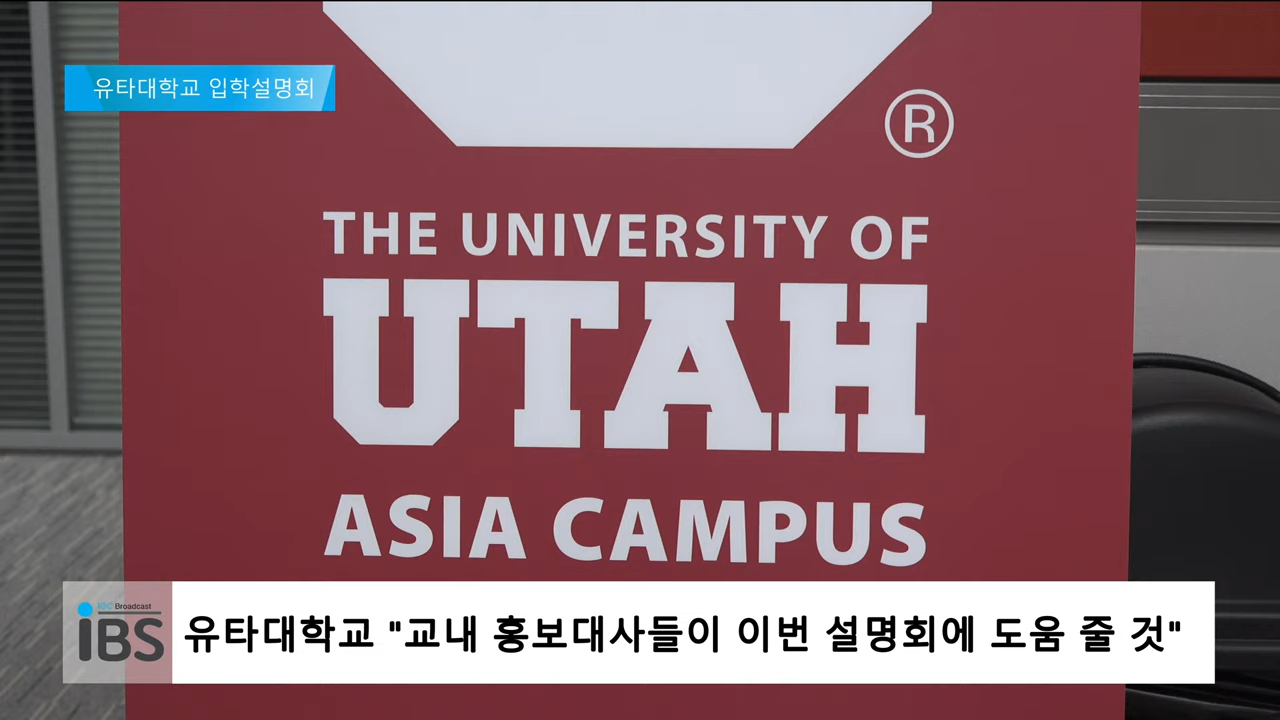 유타대학교 입학설명회
®
THE UNIVERSITY OF
UTAH
ASIA CAMPUS
IGC Broadcast
iBS
유타대학교 "교내 홍보대사들이 이번 설명회에 도움 줄 것"